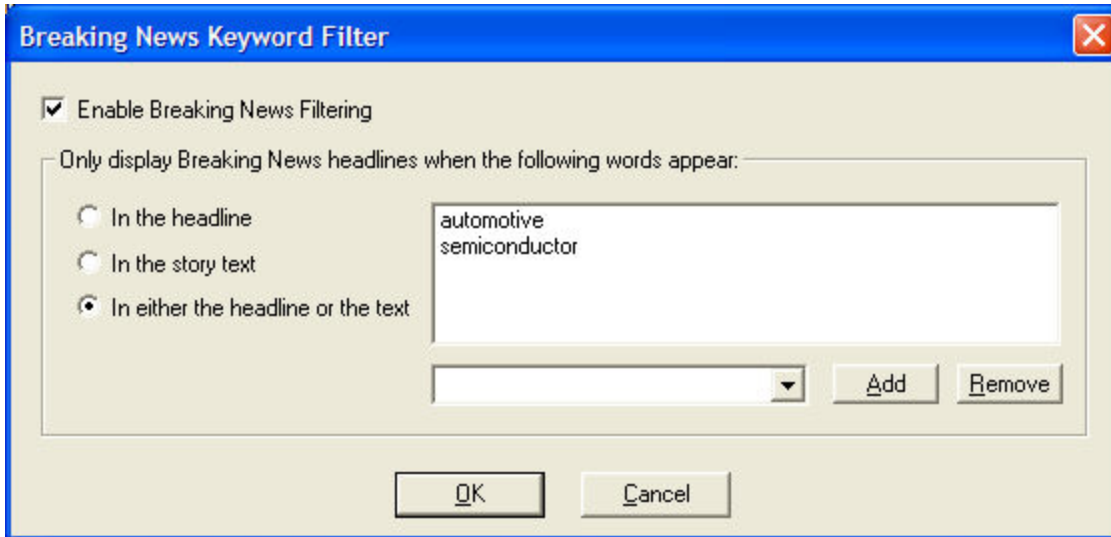 Breaking News Keyword Filter
Enable Breaking News Filtering
Only display Breaking News headlines when the following words appear:
In the headline
In the story text
In either the headline or the text
automotive
semiconductor
Add
Remove
OK
Cancel